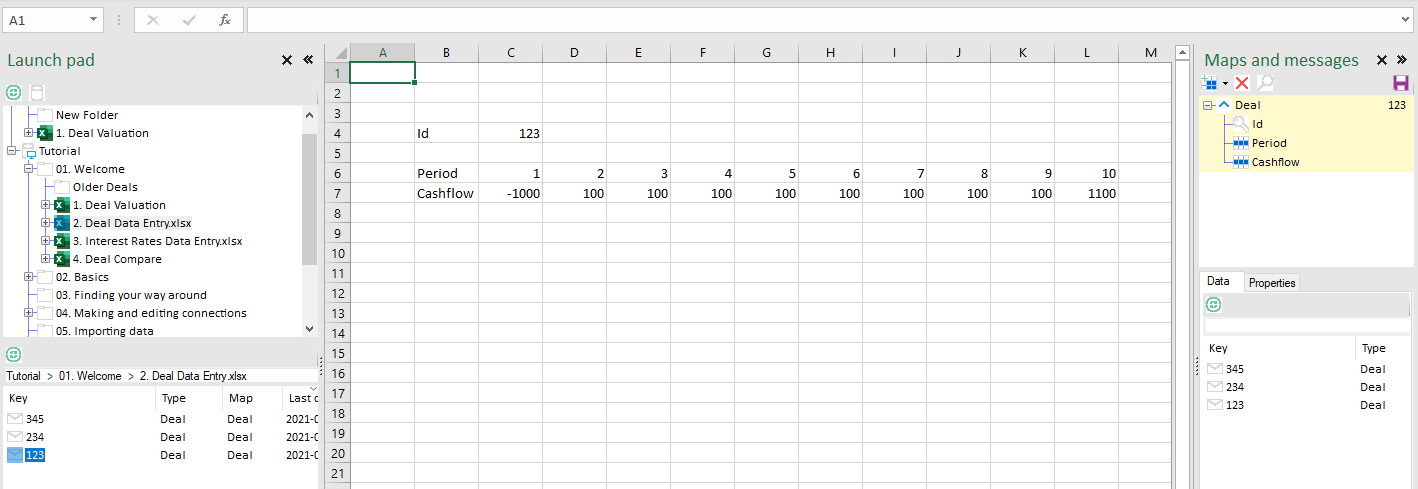 A1
fx
Launch pad
New Folder
1. Deal Valuation
Tutorial
01. Welcome
Older Deals
1. Deal Valuation
2. Deal Data Entry.xlsx
3. Interest Rates Data Entry.xlsx
4. Deal Compare
02. Basics
03. Finding your way around
04. Making and editing connections
05. Importing data
Tutorial > 01. Welcome > 2. Deal Data Entry.xlsx
Key Type Map Last c
345 Deal Deal 2021-0
234 Deal Deal 2021-0
123 Deal Deal 2021-0
A B C D E F G H I J K L M
1
2
3
4 Id 123
5
6 Period 1 2 3 4 5 6 7 8 9 10
7 Cashflow -1000 100 100 100 100 100 100 100 100 1100
8
9
10
11
12
13
14
15
16
17
18
19
20
21
Maps and messages
Deal 123
Id
Period
Cashflow
Data Properties
Key Type
345 Deal
234 Deal
123 Deal